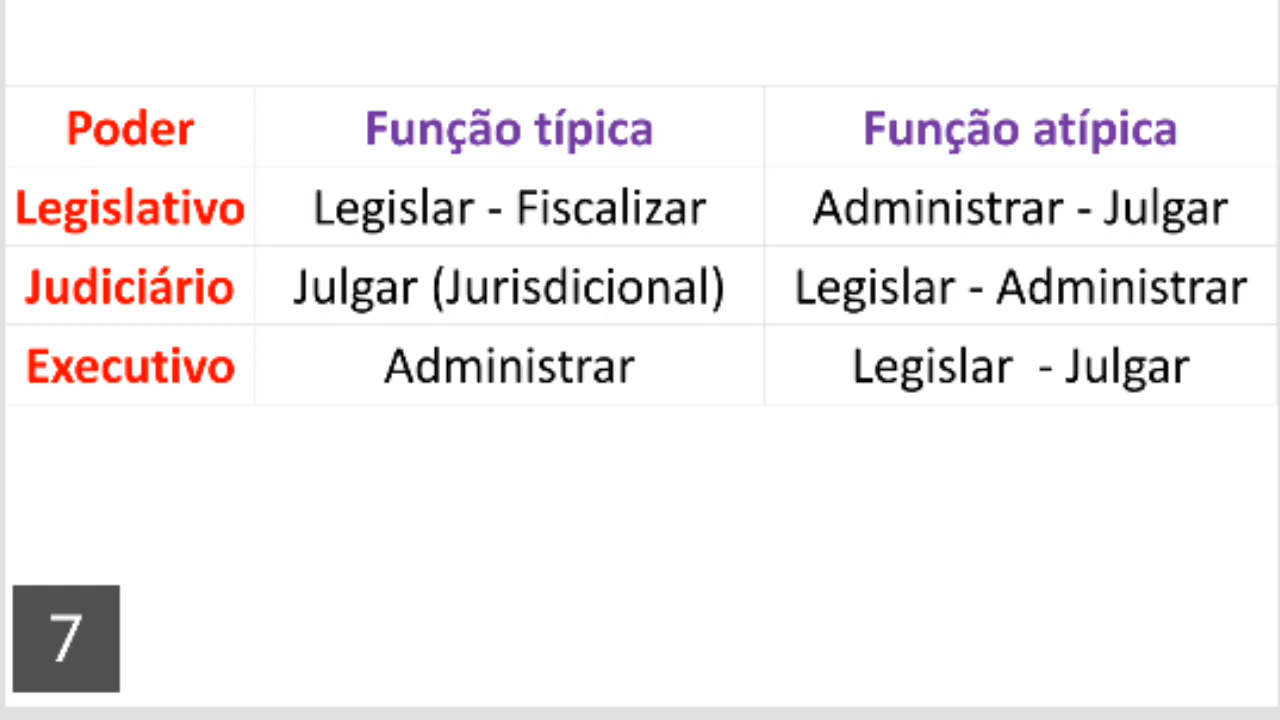 Poder Função típica Função atípica
Legislativo Legislar - Fiscalizar Administrar - Julgar
Judiciário Julgar (Jurisdicional) Legislar - Administrar
Executivo Administrar Legislar - Julgar
7